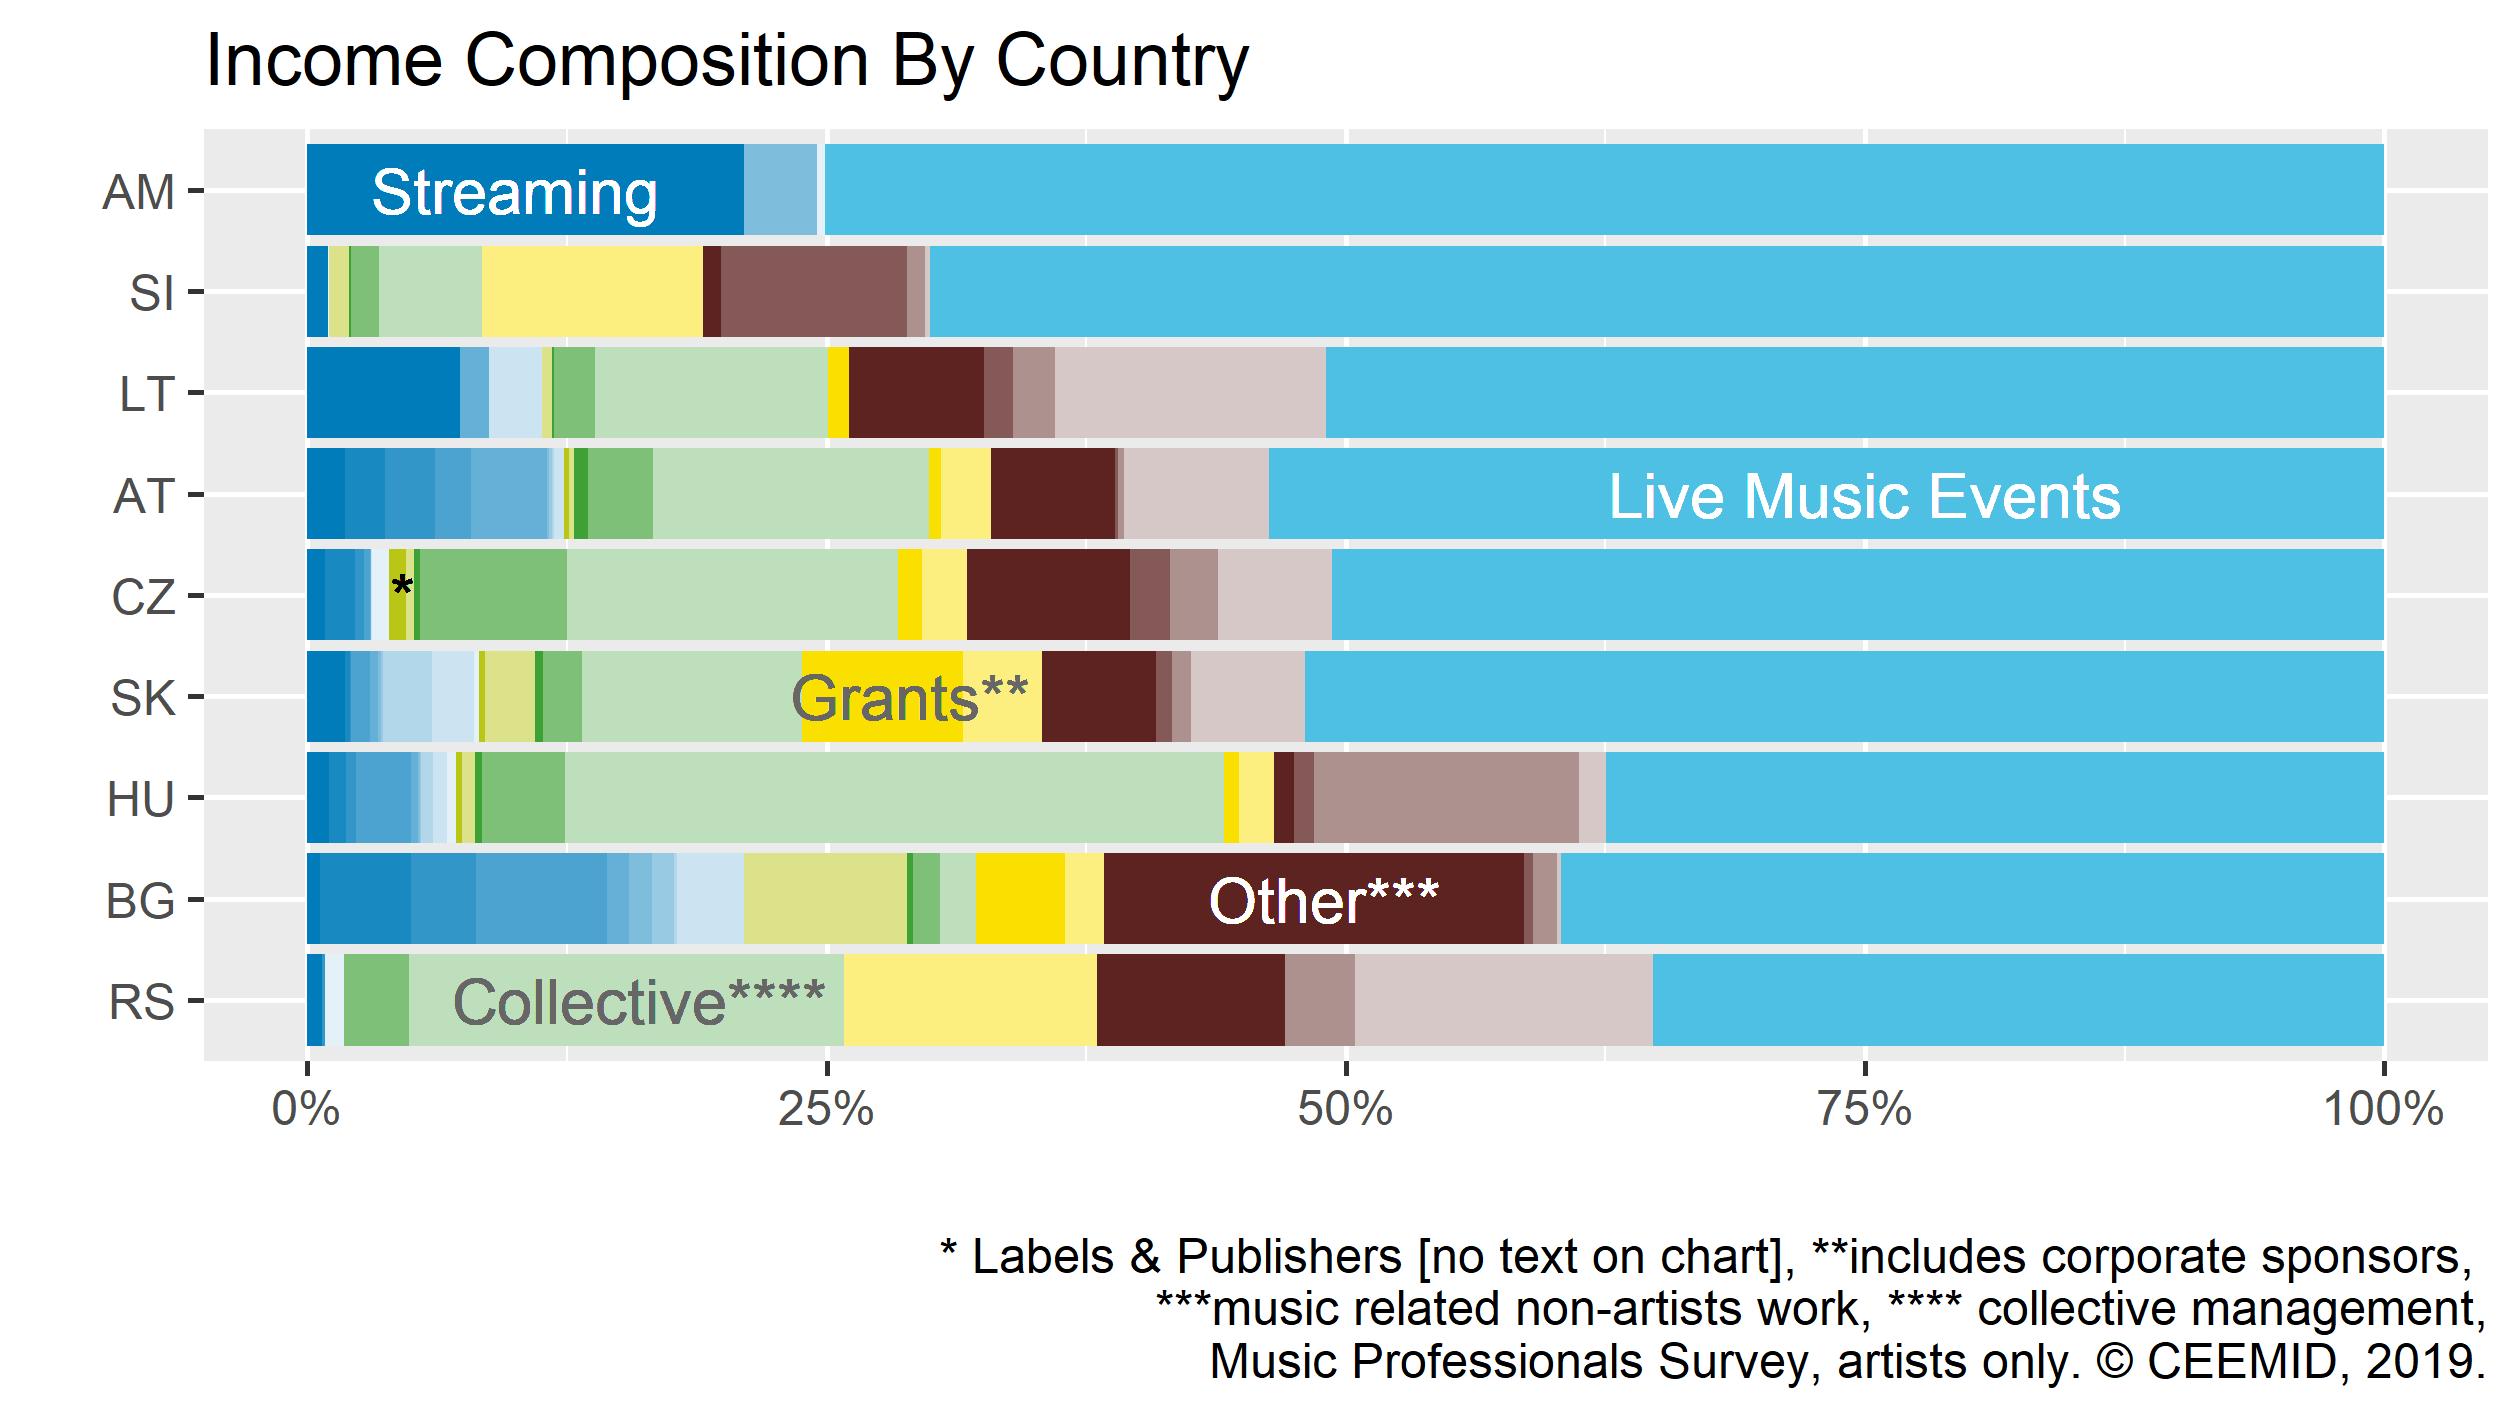 Income Composition By Country
AM
Streaming
SI
LT
AT
Live Music Events
CZ
*
SK
Grants**
HU
BG
Other***
RS
Collective****
0% 25% 50% 75% 100%
* Labels & Publishers [no text on chart], **includes corporate sponsors,
***music related non-artists work, **** collective management,
Music Professionals Survey, artists only. © CEEMID, 2019.